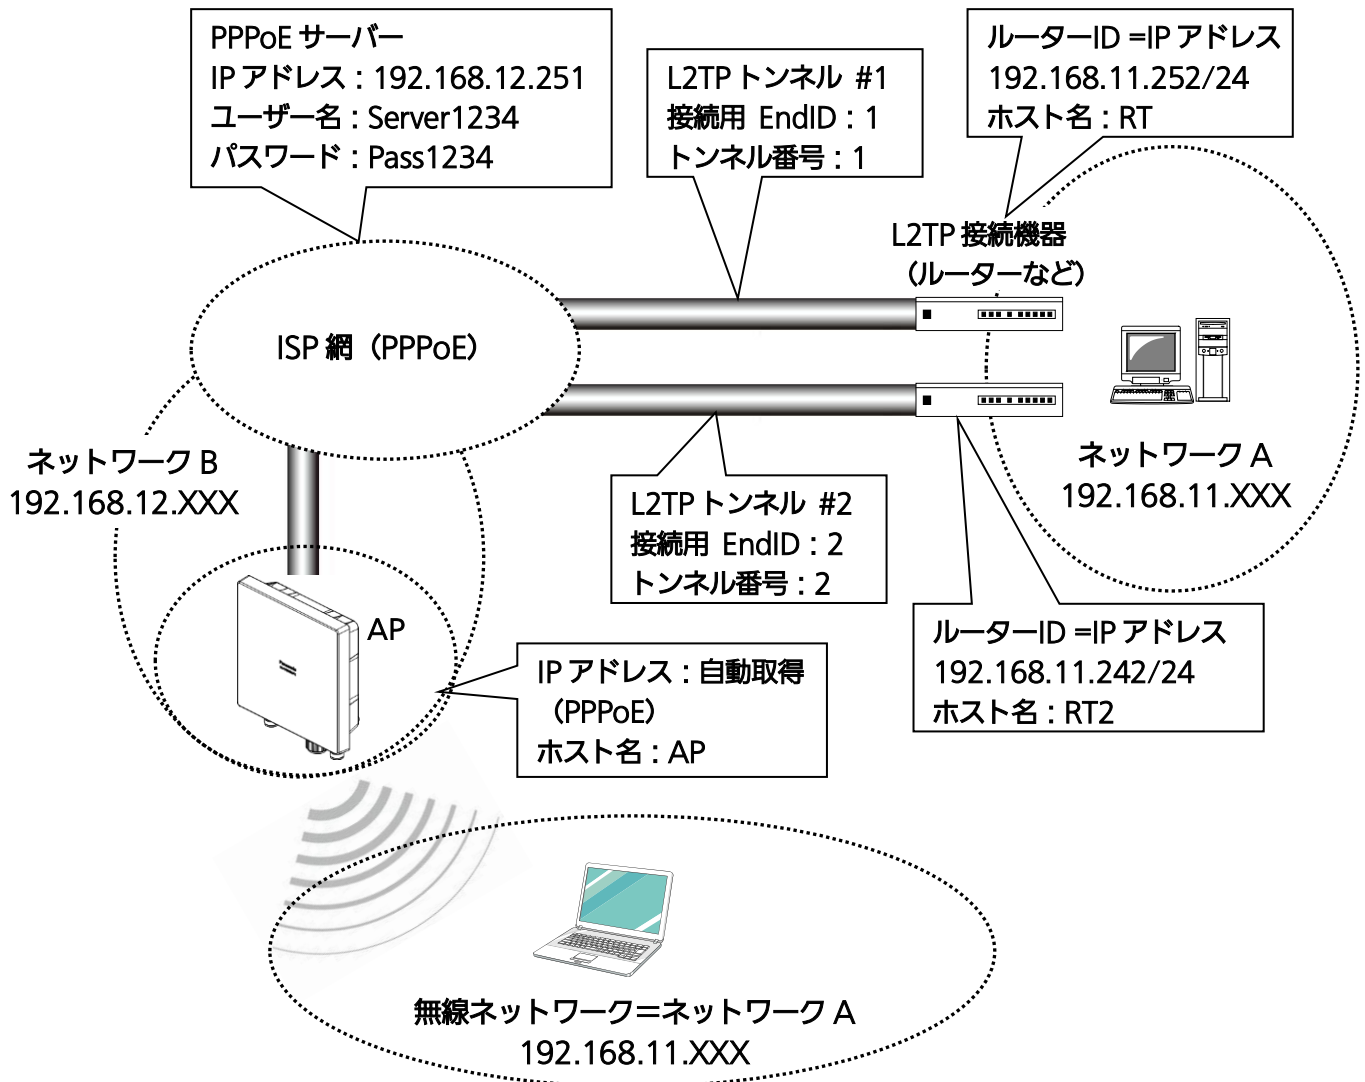 PPPoE サーバー
IP アドレス : 192.168.12.251
ユーザー名 : Server1234
パスワード : Pass1234
L2TP トンネル #1
接続用 EndID : 1
トンネル番号 : 1
ルーターID =IP アドレス
192.168.11.252/24
ホスト名 : RT
L2TP 接続機器
（ルーターなど）
ISP 網（PPPoE）
ネットワーク B
192.168.12.XXX
ネットワーク A
192.168.11.XXX
L2TP トンネル #2
接続用 EndID : 2
トンネル番号 : 2
AP
IP アドレス : 自動取得
（PPPoE）
ホスト名 : AP
ルーターID =IP アドレス
192.168.11.242/24
ホスト名 : RT2
無線ネットワーク＝ネットワーク A
192.168.11.XXX